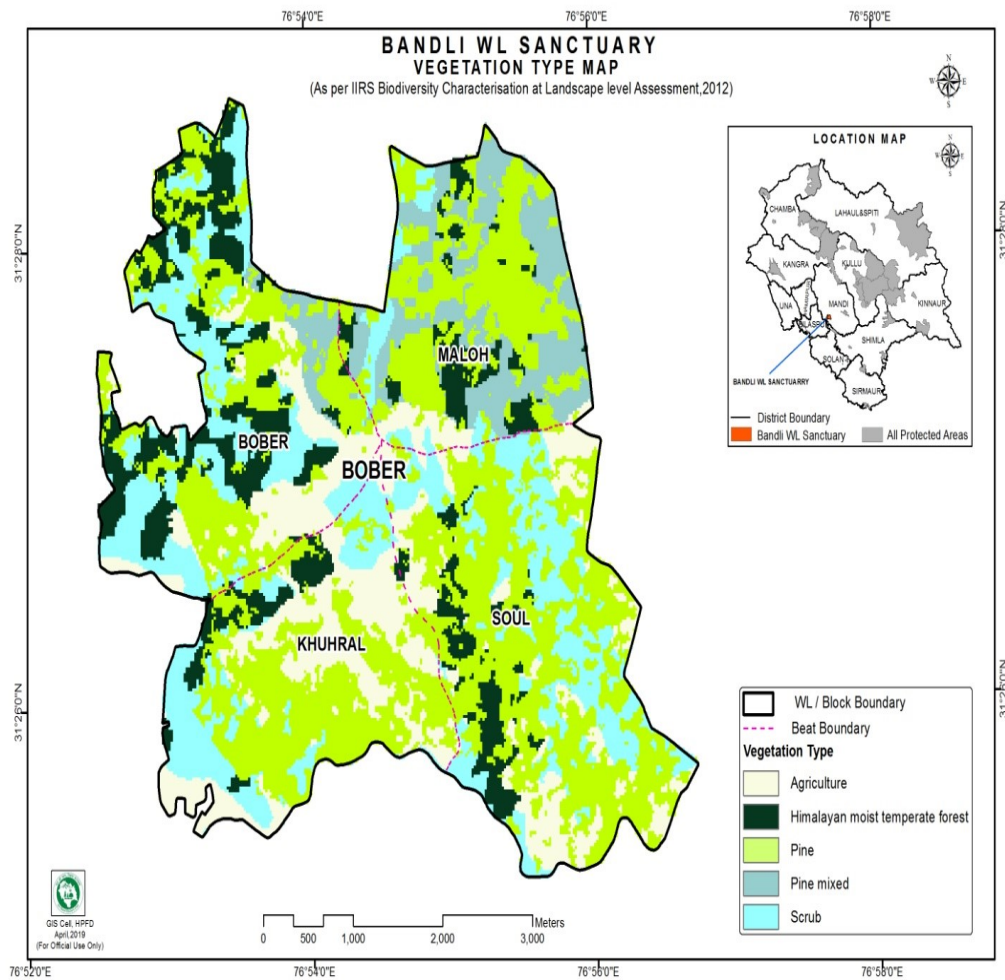 76°54'0"E 76°56'0"E 76°58'0"E
BANDLI WL SANCTUARY
VEGETATION TYPE MAP
(As per IIRS Biodiversity Characterisation at Landscape level Assessment,2012)
N
W E
S
LOCATION MAP
N
W E
S
CHAMBA
LAHAUL&SPITI
KANGRA
KULLU
UNA
MANDI
KINNAUR
SHIMLA
SOLAN
SIRMAUR
BANDLI WL SANCTUARRY
District Boundary
Bandli WL Sanctuary
All Protected Areas
31°28'0"N
31°28'0"N
MALOH
BOBER
BOBER
SOUL
KHUHRAL
31°26'0"N
31°26'0"N
WL / Block Boundary
Beat Boundary
Vegetation Type
Agriculture
Himalayan moist temperate forest
Pine
Pine mixed
Scrub
GIS Cell, HPFD
April,2019
(For Official Use Only)
Meters
0 500 1,000 2,000 3,000
76°52'0"E 76°54'0"E 76°56'0"E